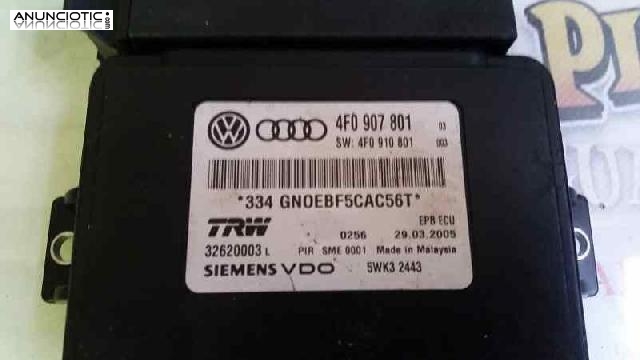 ANUNCIOTIC.es
4F0 907 801 03
SW: 4F0 910 801 003
*334 GNOEBF5CAC56T*
TRW EPB ECU
0256 29.03.2005
32620003 L PIR SME 0001 Made in Malaysia
SIEMENS VDO 5WK3 2443